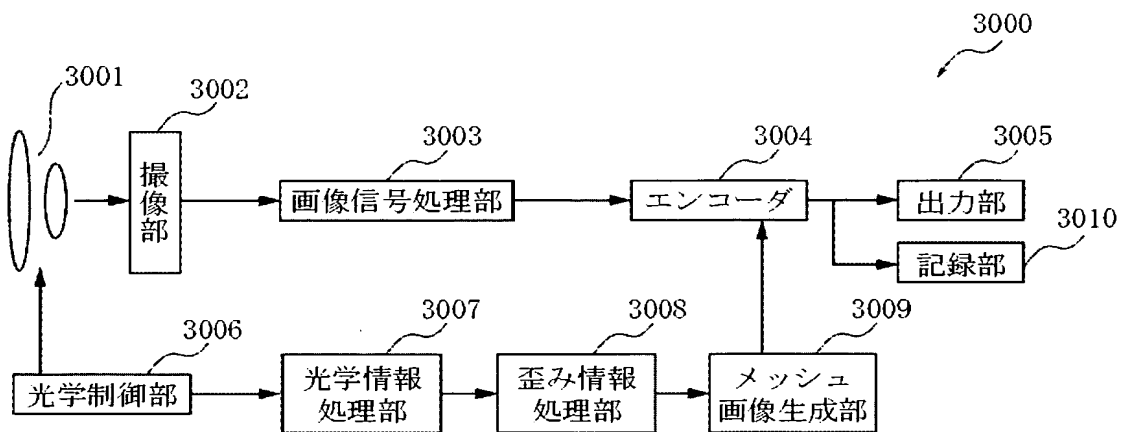 3000
3001
3002
3003
3004
3005
撮像部
画像信号処理部
エンコーダ
出力部
3010
記録部
3006
3007
3008
3009
光学制御部
光学情報
処理部
歪み情報
処理部
メッシュ
画像生成部